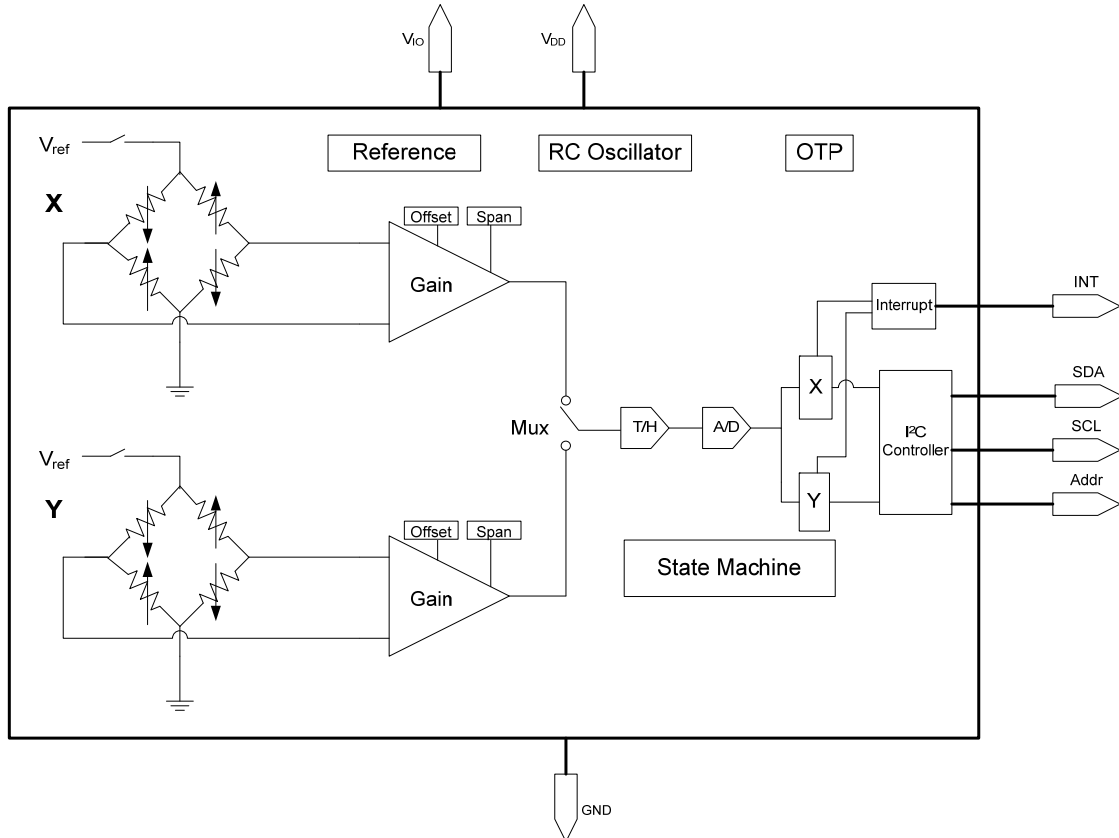 VIO
VDD
Vref
Reference
RC Oscillator
OTP
X
Offset
Span
Gain
INT
Interrupt
X
SDA
Mux
T/H
A/D
I²C
Controller
SCL
Vref
Addr
Y
Y
Offset
Span
State Machine
Gain
GND